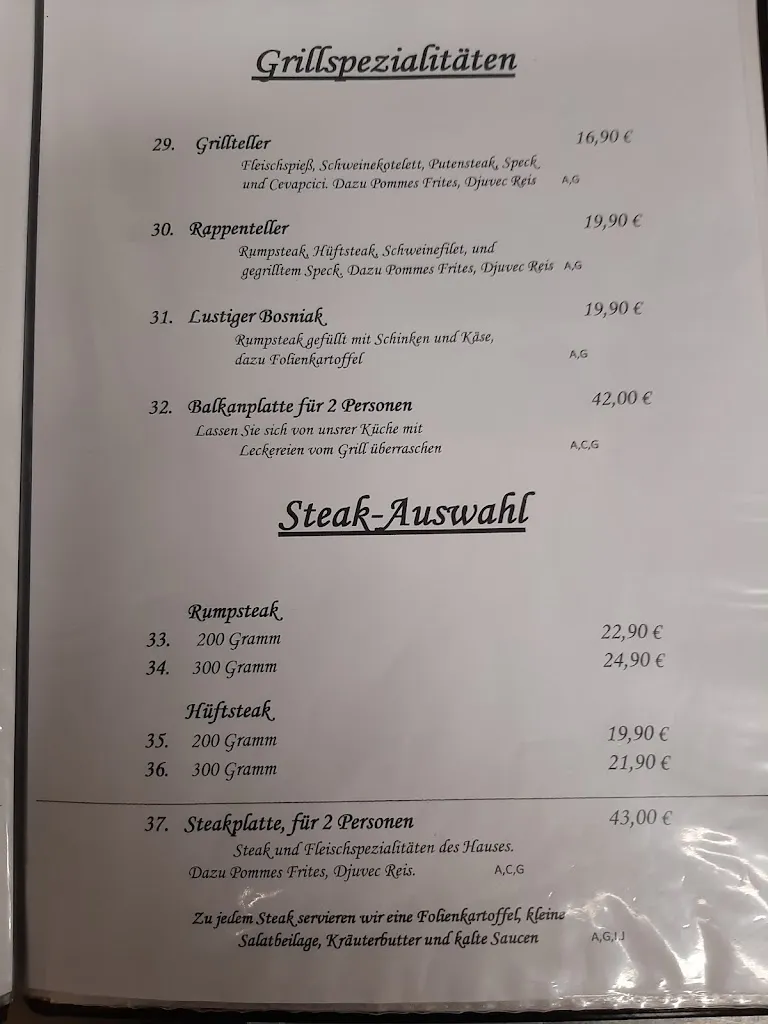 Grillspezialitäten
29. Grillteller 16,90 €
Fleischspieß, Schweinekotelett, Putensteak, Speck
und Cevapcici. Dazu Pommes Frites, Djuvec Reis A,G
30. Rappenteller 19,90 €
Rumpsteak, Hüftsteak, Schweinefilet, und
gegrilltem Speck. Dazu Pommes Frites, Djuvec Reis A,G
31. Lustiger Bosniak 19,90 €
Rumpsteak gefüllt mit Schinken und Käse,
dazu Folienkartoffel A,G
32. Balkanplatte für 2 Personen 42,00 €
Lassen Sie sich von unsrer Küche mit
Leckereien vom Grill überraschen A,C,G
Steak-Auswahl
Rumpsteak
33. 200 Gramm 22,90 €
34. 300 Gramm 24,90 €
Hüftsteak
35. 200 Gramm 19,90 €
36. 300 Gramm 21,90 €
37. Steakplatte, für 2 Personen 43,00 €
Steak und Fleischspezialitäten des Hauses.
Dazu Pommes Frites, Djuvec Reis. A,C,G
Zu jedem Steak servieren wir eine Folienkartoffel, kleine
Salatbeilage, Kräuterbutter und kalte Saucen A,G,I,J